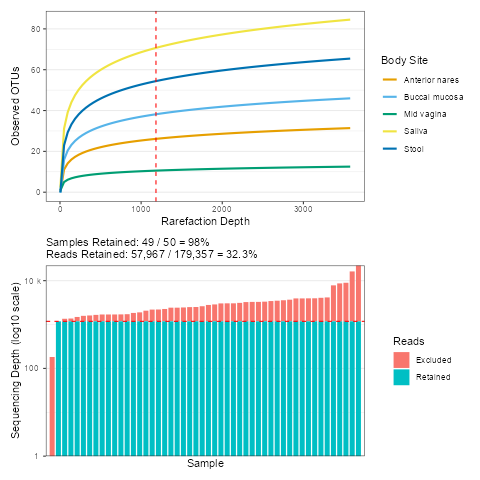 80
60
40
20
0
Observed OTUs
0
1000
2000
3000
Rarefaction Depth
Body Site
Anterior nares
Buccal mucosa
Mid vagina
Saliva
Stool
Samples Retained: 49 / 50 = 98%
Reads Retained: 57,967 / 179,357 = 32.3%
10 k
100
1
Sequencing Depth (log10 scale)
Sample
Reads
Excluded
Retained